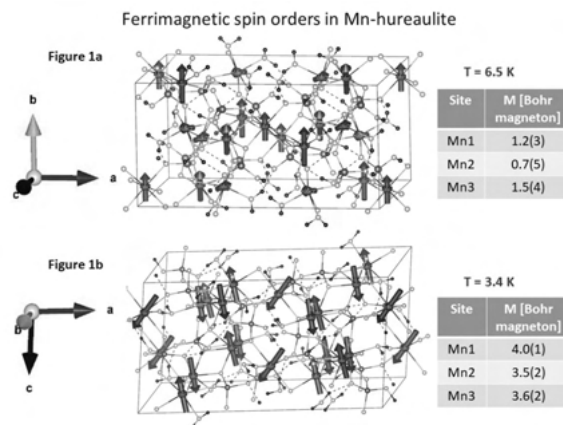 Ferrimagnetic spin orders in Mn-hureaulite
Figure 1a
b
a
c
T = 6.5 K
Site M [Bohr magneton]
Mn1 1.2(3)
Mn2 0.7(5)
Mn3 1.5(4)
Figure 1b
b
a
c
T = 3.4 K
Site M [Bohr magneton]
Mn1 4.0(1)
Mn2 3.5(2)
Mn3 3.6(2)